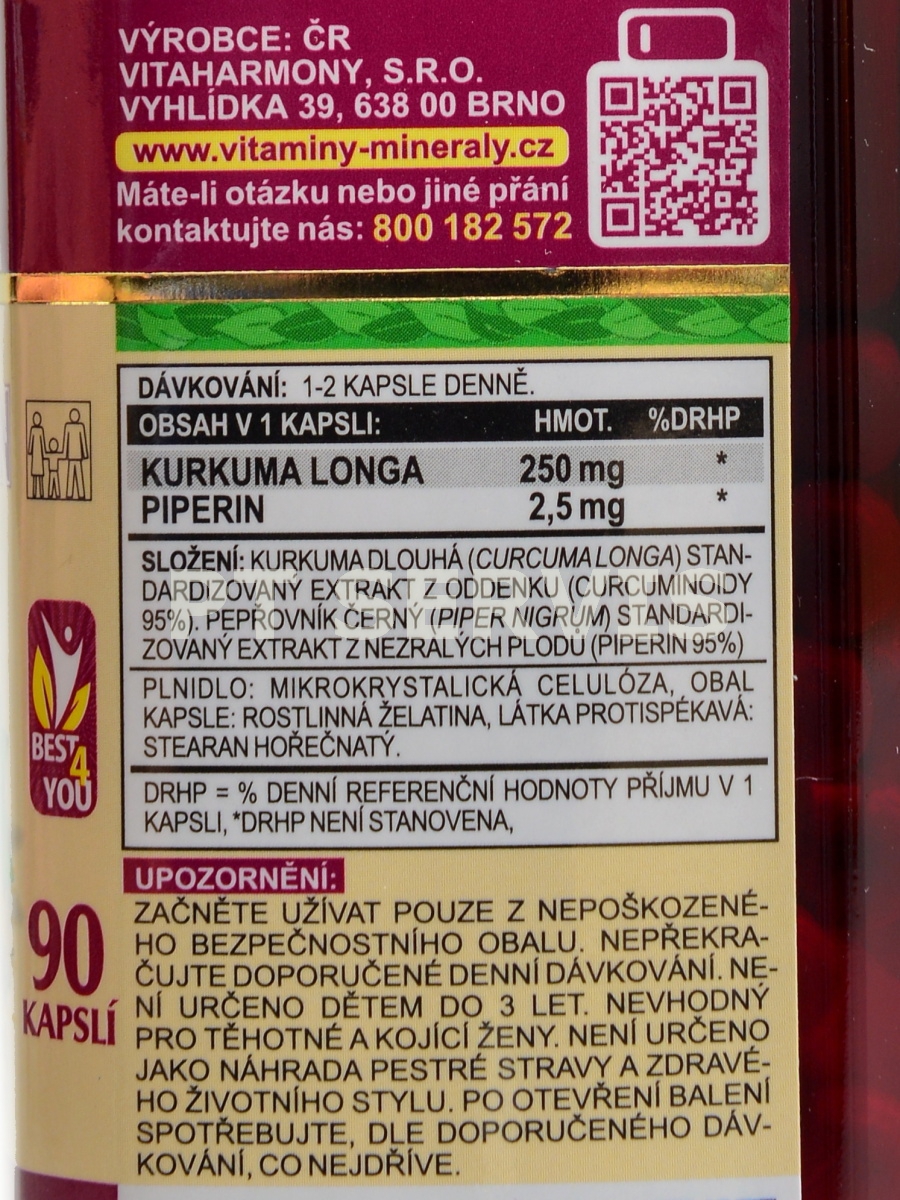 VÝROBCE: ČR
VITAHARMONY, S.R.O.
VYHLÍDKA 39, 638 00 BRNO
www.vitaminy-mineraly.cz
Máte-li otázku nebo jiné přání
kontaktujte nás: 800 182 572
DÁVKOVÁNÍ: 1-2 KAPSLE DENNĚ.
OBSAH V 1 KAPSLI: HMOT. %DRHP
KURKUMA LONGA 250 mg *
PIPERIN 2,5 mg *
SLOŽENÍ: KURKUMA DLOUHÁ (CURCUMA LONGA) STAN-
DARDIZOVANÝ EXTRAKT Z ODDENKU (CURCUMINOIDY
95%). PEPŘOVNÍK ČERNÝ (PIPER NIGRUM) STANDARDI-
ZOVANÝ EXTRAKT Z NEZRALÝCH PLODŮ (PIPERIN 95%)
PLNIDLO: MIKROKRYSTALICKÁ CELULÓZA, OBAL
KAPSLE: ROSTLINNÁ ŽELATINA, LÁTKA PROTISPÉKAVÁ:
STEARAN HOŘEČNATÝ.
DRHP = % DENNÍ REFERENČNÍ HODNOTY PŘÍJMU V 1
KAPSLI, *DRHP NENÍ STANOVENA,
BEST
4
YOU
90
KAPSLÍ
UPOZORNĚNÍ:
ZAČNĚTE UŽÍVAT POUZE Z NEPOŠKOZENÉ-
HO BEZPEČNOSTNÍHO OBALU. NEPŘEKRA-
ČUJTE DOPORUČENÉ DENNÍ DÁVKOVÁNÍ. NE-
NÍ URČENO DĚTEM DO 3 LET. NEVHODNÝ
PRO TĚHOTNÉ A KOJÍCÍ ŽENY. NENÍ URČENO
JAKO NÁHRADA PESTRÉ STRAVY A ZDRAVÉ-
HO ŽIVOTNÍHO STYLU. PO OTEVŘENÍ BALENÍ
SPOTŘEBUJTE, DLE DOPORUČENÉHO DÁV-
KOVÁNÍ, CO NEJDŘÍVE.